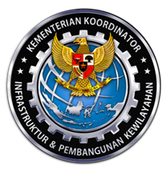 KEMENTERIAN KOORDINATOR
INFRASTRUKTUR & PEMBANGUNAN KEWILAYAHAN